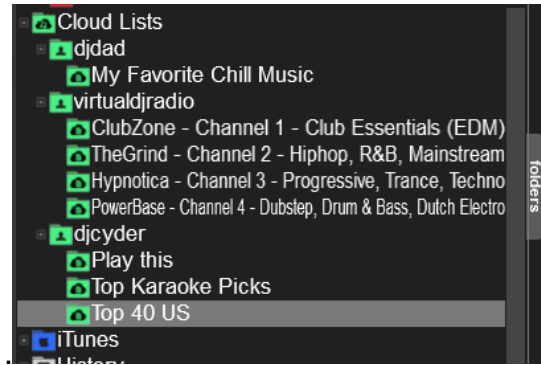 Cloud Lists
djdad
My Favorite Chill Music
virtualdjradio
ClubZone - Channel 1 - Club Essentials (EDM)
TheGrind - Channel 2 - Hiphop, R&B, Mainstream
Hypnotica - Channel 3 - Progressive, Trance, Techno
PowerBase - Channel 4 - Dubstep, Drum & Bass, Dutch Electro
djcyder
Play this
Top Karaoke Picks
Top 40 US
iTunes
History
folders